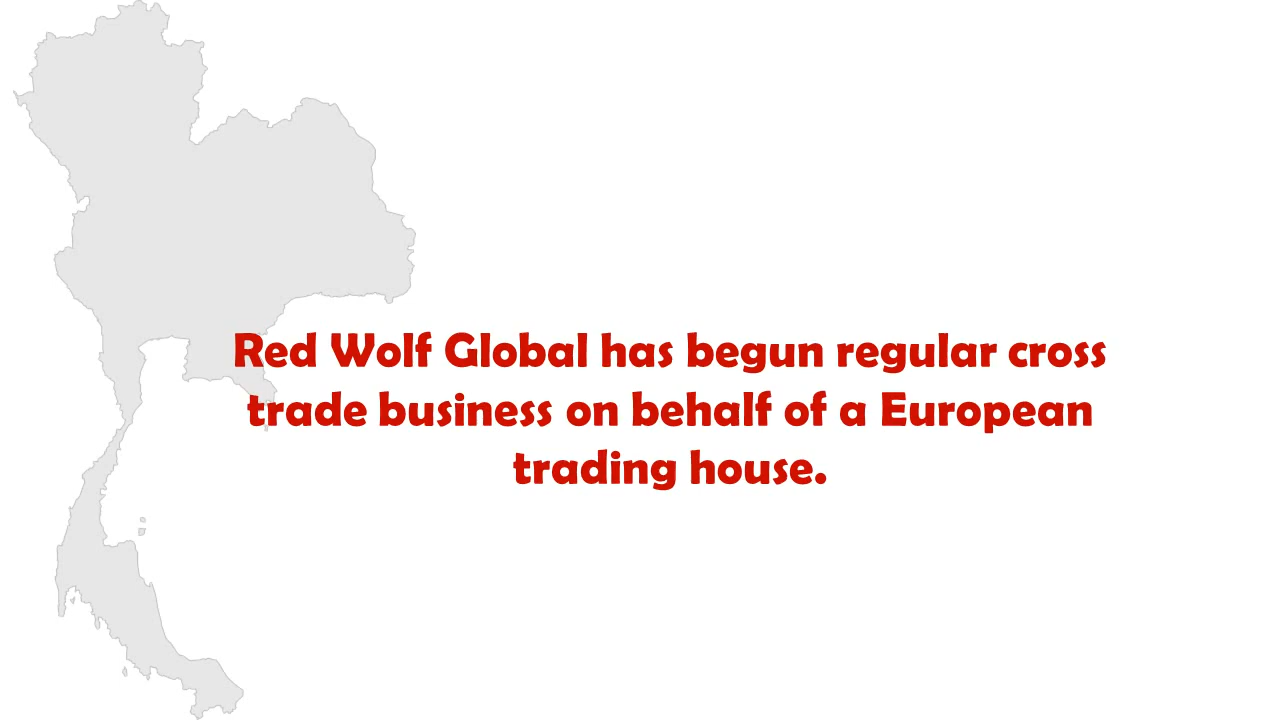 Red Wolf Global has begun regular cross
trade business on behalf of a European
trading house.